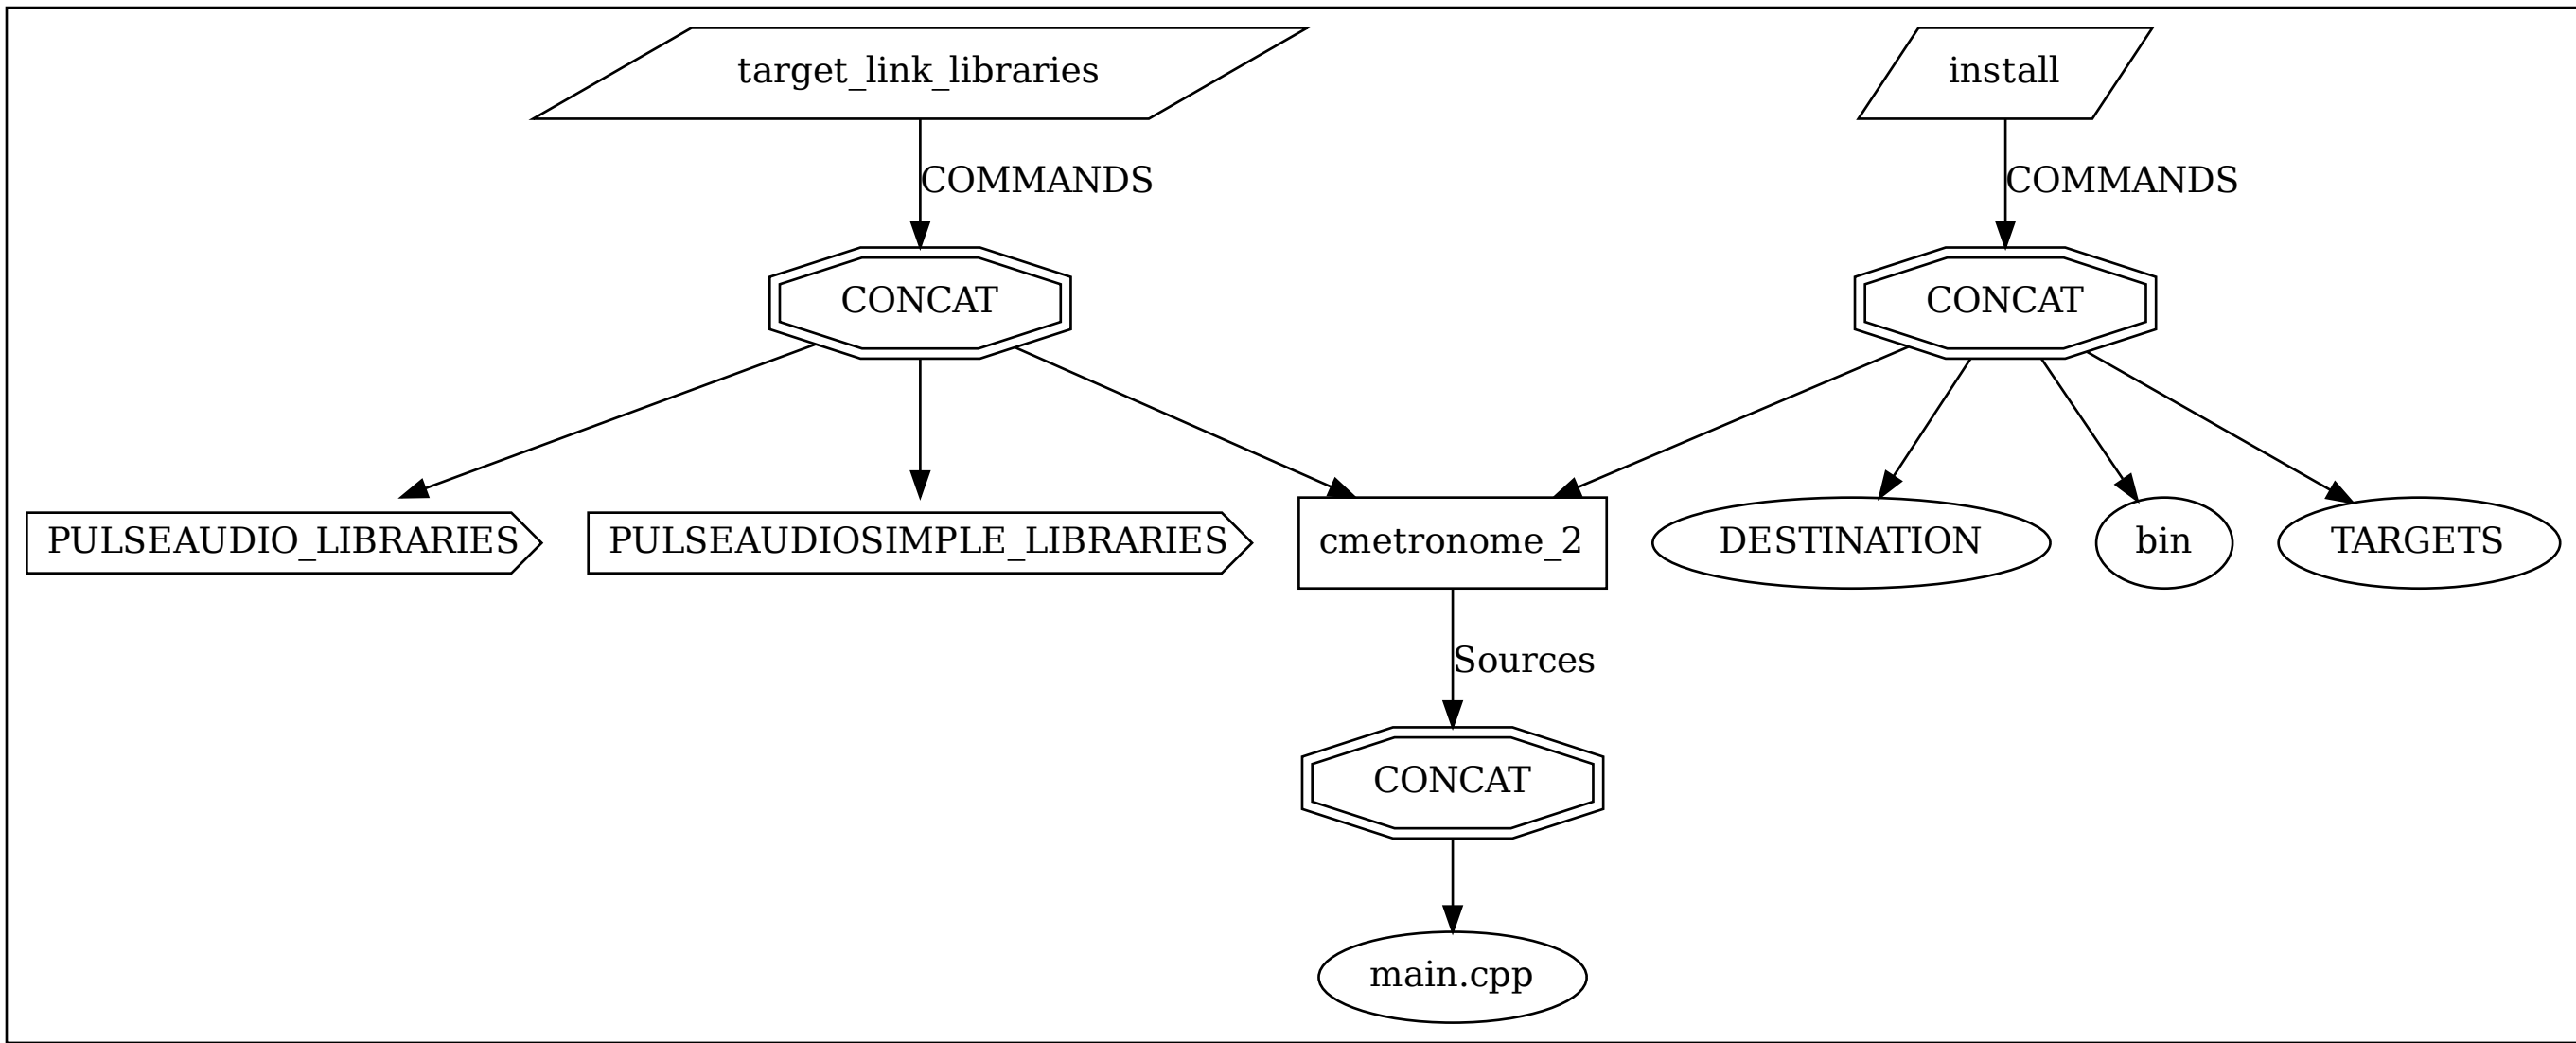 target_link_libraries
install
COMMANDS
COMMANDS
CONCAT
CONCAT
PULSEAUDIO_LIBRARIES
PULSEAUDIOSIMPLE_LIBRARIES
cmetronome_2
DESTINATION
bin
TARGETS
Sources
CONCAT
main.cpp